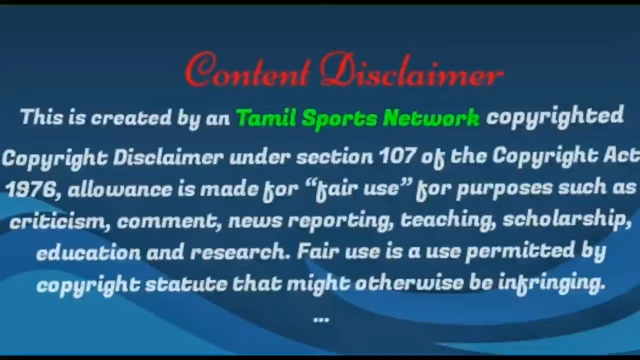 Content Disclaimer
This is created by an Tamil Sports Network copyrighted
Copyright Disclaimer under section 107 of the Copyright Act
1976, allowance is made for “fair use” for purposes such as
criticism, comment, news reporting, teaching, scholarship,
education and research. Fair use is a use permitted by
copyright statute that might otherwise be infringing.
...